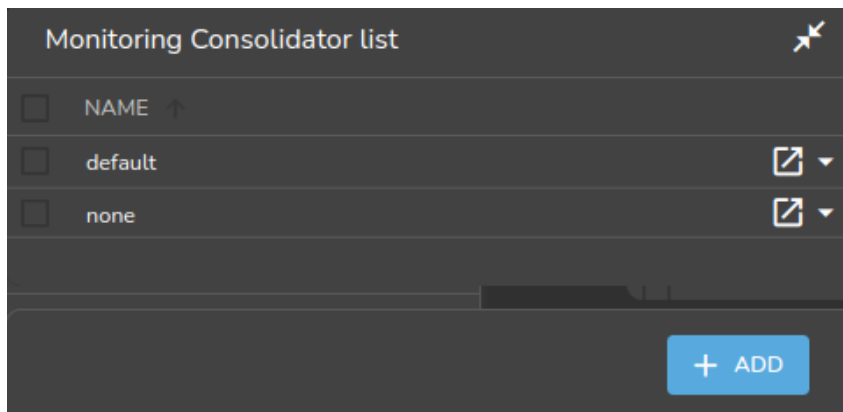 Monitoring Consolidator list
NAME
default
none
+ ADD